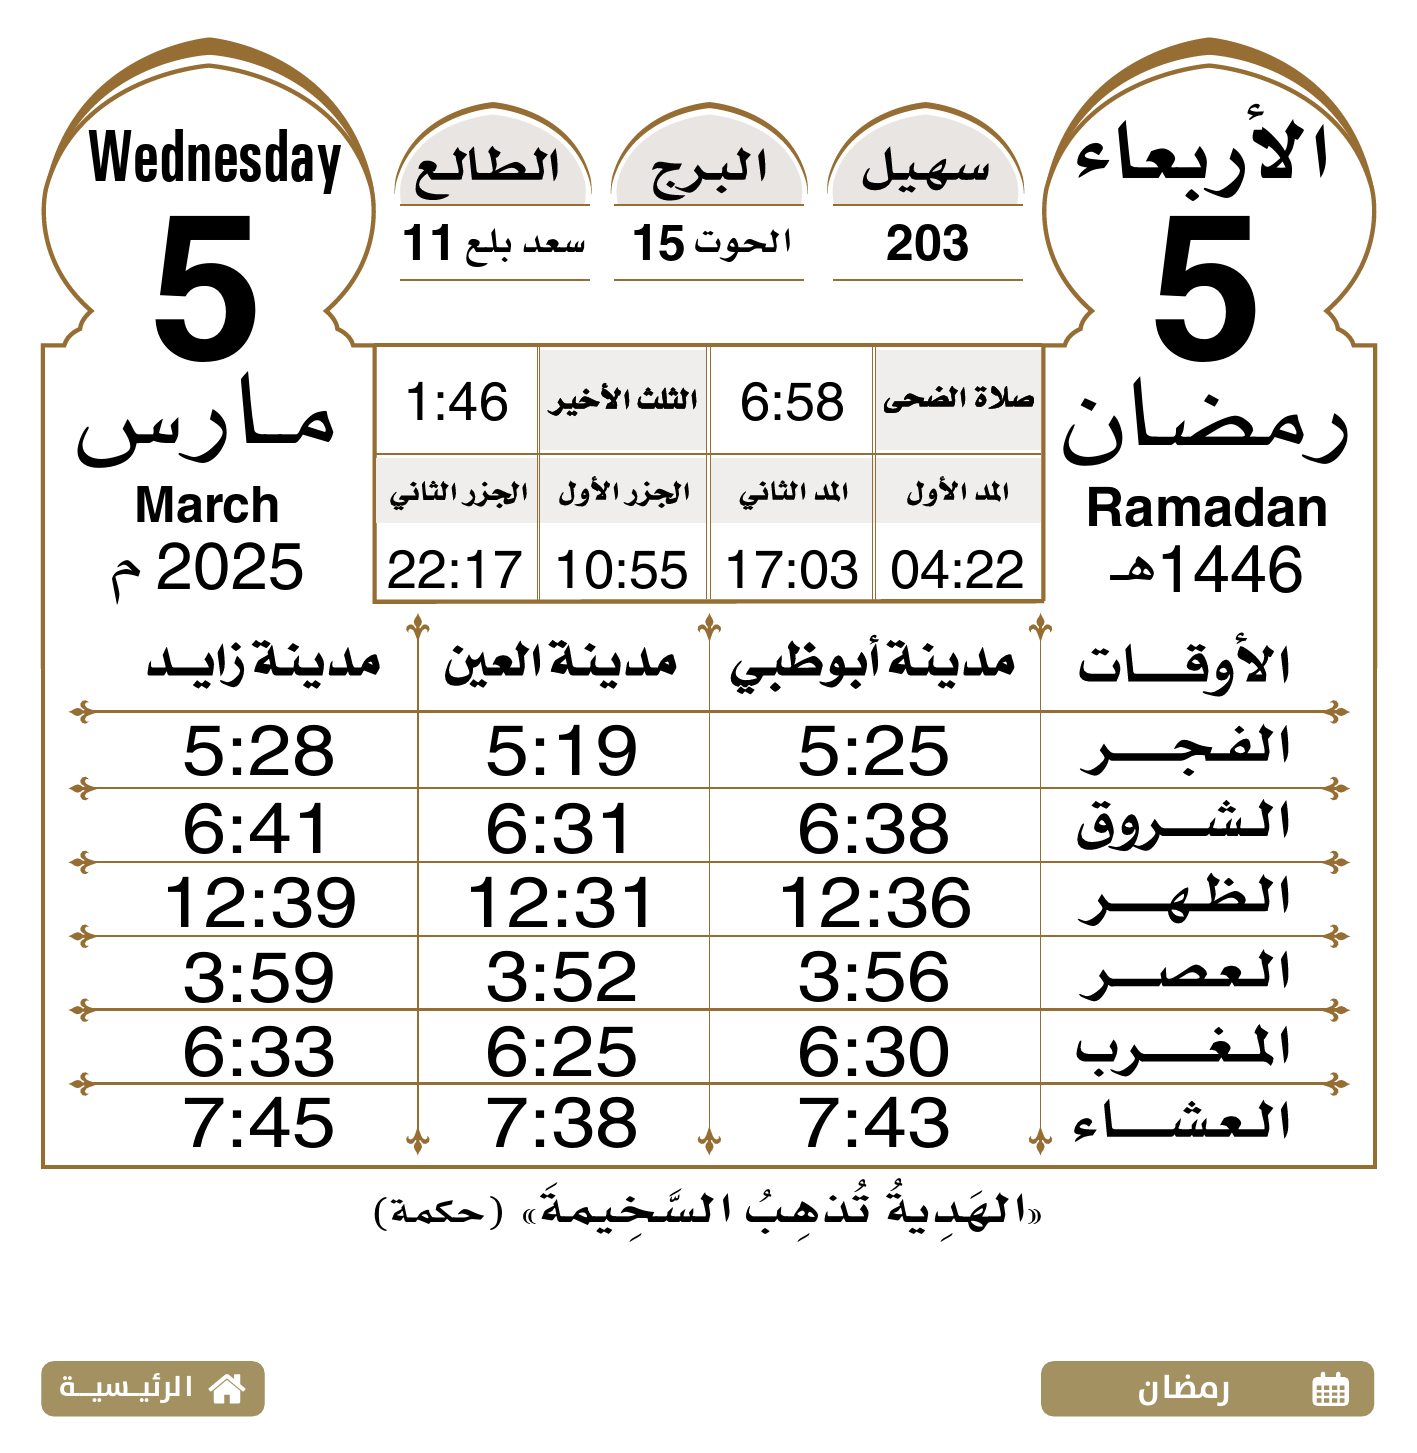 الأربعاء
5
رمضان
Ramadan
1446هـ
سهيل
203
البرج
الحوت 15
الطالع
سعد بلع 11
Wednesday
5
مارس
March
2025 م
صلاة الضحى 6:58 الثلث الأخير 1:46
المد الأول المد الثاني الجزر الأول الجزر الثاني
04:22 17:03 10:55 22:17
الأوقات مدينة أبوظبي مدينة العين مدينة زايد
الفجر 5:25 5:19 5:28
الشروق 6:38 6:31 6:41
الظهر 12:36 12:31 12:39
العصر 3:56 3:52 3:59
المغرب 6:30 6:25 6:33
العشاء 7:43 7:38 7:45
«الهَدِيةُ تُذهِبُ السَّخِيمةَ» (حكمة)
رمضان
الرئيسية